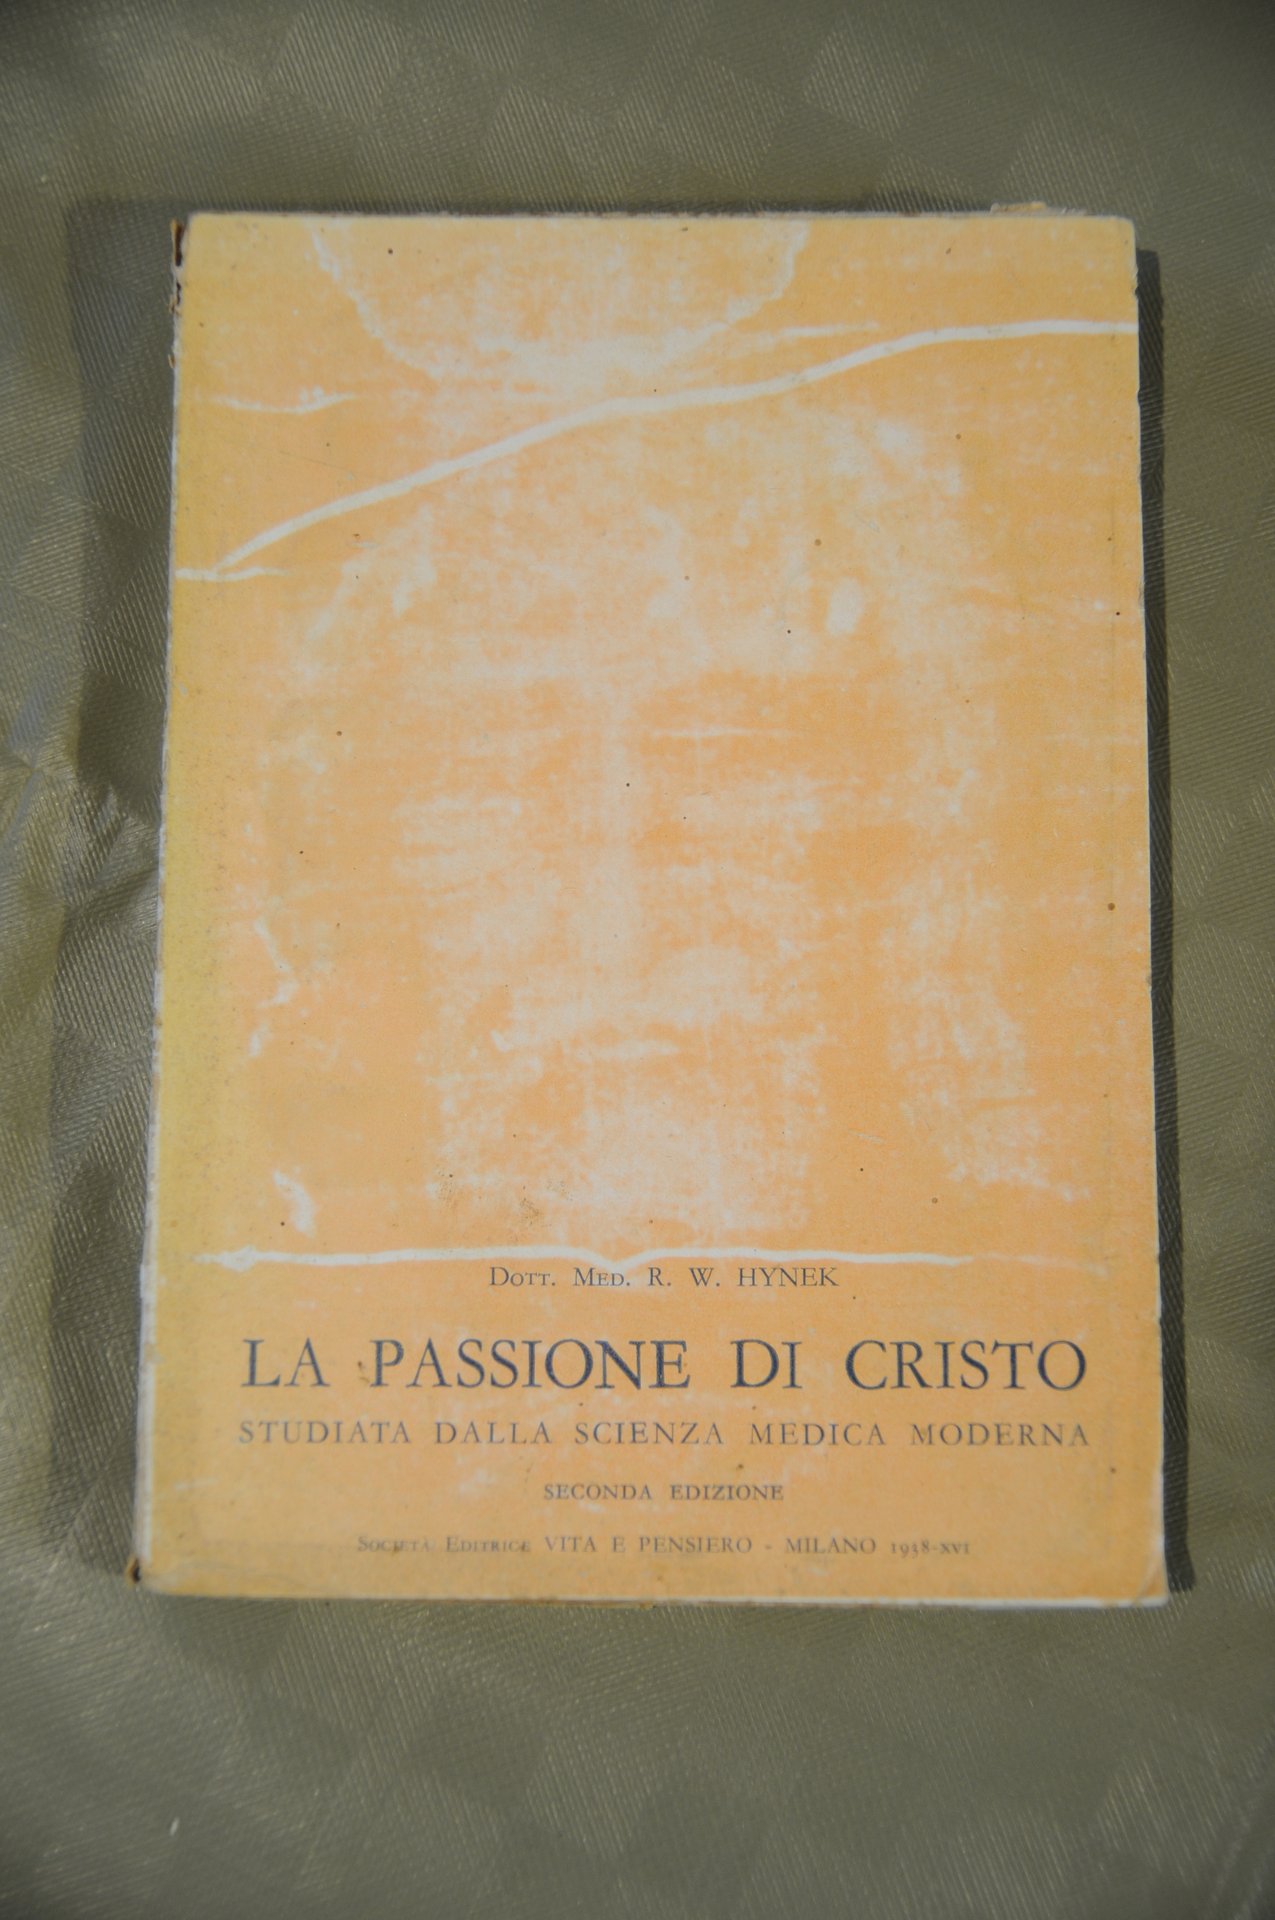 Dott. Med. R. W. HYNEK
LA PASSIONE DI CRISTO
STUDIATA DALLA SCIENZA MEDICA MODERNA
SECONDA EDIZIONE
Società Editrice VITA E PENSIERO - MILANO 1938-XVI